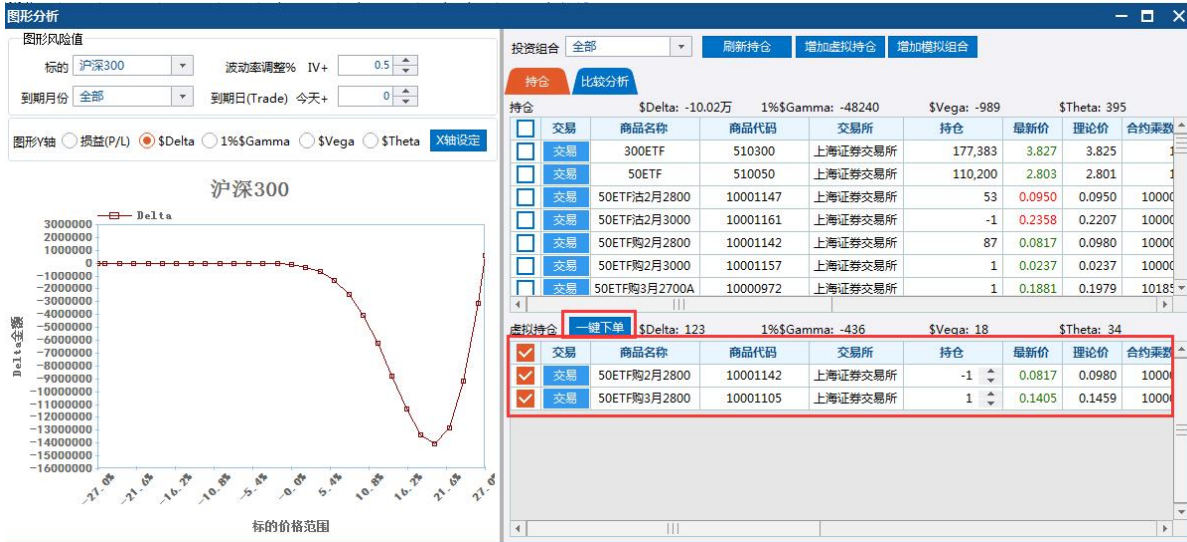 图形分析
图形风险值
标的 沪深300 波动率调整% IV+ 0.5
到期月份 全部 到期日(Trade) 今天+ 0
图形Y轴 损益(P/L) $Delta 1%$Gamma $Vega $Theta X轴设定
沪深300
Delta
3000000
2000000
1000000
0
-1000000
-2000000
-3000000
-4000000
-5000000
-6000000
-7000000
-8000000
-9000000
-10000000
-11000000
-12000000
-13000000
-14000000
-15000000
-16000000
Delta金额
-27.0% -21.6% -16.2% -10.8% -5.4% -0.0% 5.4% 10.8% 16.2% 21.6% 27.0%
标的价格范围
投资组合 全部 刷新持仓 增加虚拟持仓 增加模拟组合
持仓 比较分析
持仓 $Delta: -10.02万 1%$Gamma: -48240 $Vega: -989 $Theta: 395
交易 商品名称 商品代码 交易所 持仓 最新价 理论价 合约乘数
交易 300ETF 510300 上海证券交易所 177,383 3.827 3.825 1
交易 50ETF 510050 上海证券交易所 110,200 2.803 2.801 1
交易 50ETF沽2月2800 10001147 上海证券交易所 53 0.0950 0.0950 10000
交易 50ETF沽2月3000 10001161 上海证券交易所 -1 0.2358 0.2207 10000
交易 50ETF购2月2800 10001142 上海证券交易所 87 0.0817 0.0980 10000
交易 50ETF购2月3000 10001157 上海证券交易所 1 0.0237 0.0237 10000
交易 50ETF购3月2700A 10000972 上海证券交易所 1 0.1881 0.1979 10185
虚拟持仓 一键下单 $Delta: 123 1%$Gamma: -436 $Vega: 18 $Theta: 34
交易 商品名称 商品代码 交易所 持仓 最新价 理论价 合约乘数
交易 50ETF购2月2800 10001142 上海证券交易所 -1 0.0817 0.0980 10000
交易 50ETF购3月2800 10001105 上海证券交易所 1 0.1405 0.1459 10000